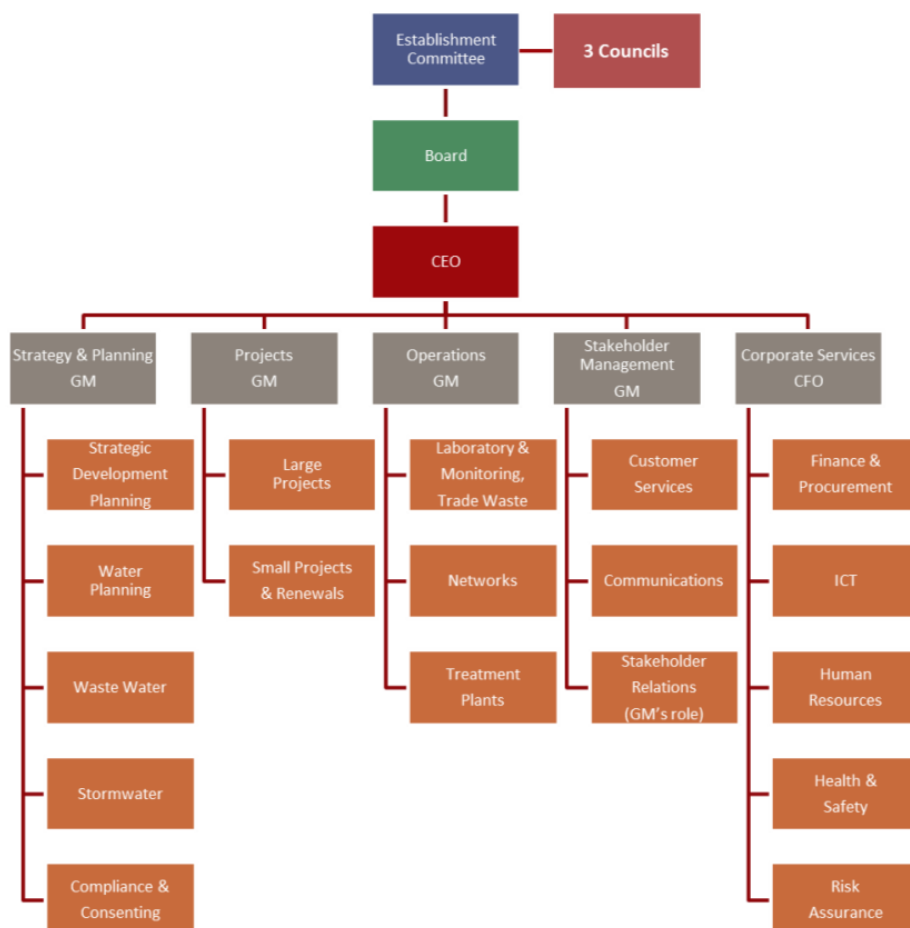 Establishment
Committee
3 Councils
Board
CEO
Strategy & Planning
GM
Projects
GM
Operations
GM
Stakeholder
Management
GM
Corporate Services
CFO
Strategic
Development
Planning
Water
Planning
Waste Water
Stormwater
Compliance &
Consenting
Large
Projects
Small Projects
& Renewals
Laboratory &
Monitoring,
Trade Waste
Networks
Treatment
Plants
Customer
Services
Communications
Stakeholder
Relations
(GM's role)
Finance &
Procurement
ICT
Human
Resources
Health &
Safety
Risk
Assurance